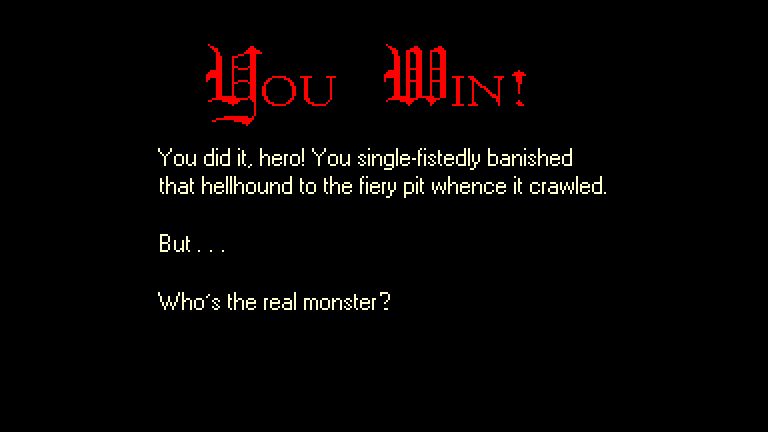 You Win!
You did it, hero! You single-fistedly banished
that hellhound to the fiery pit whence it crawled.
But . . .
Who's the real monster?